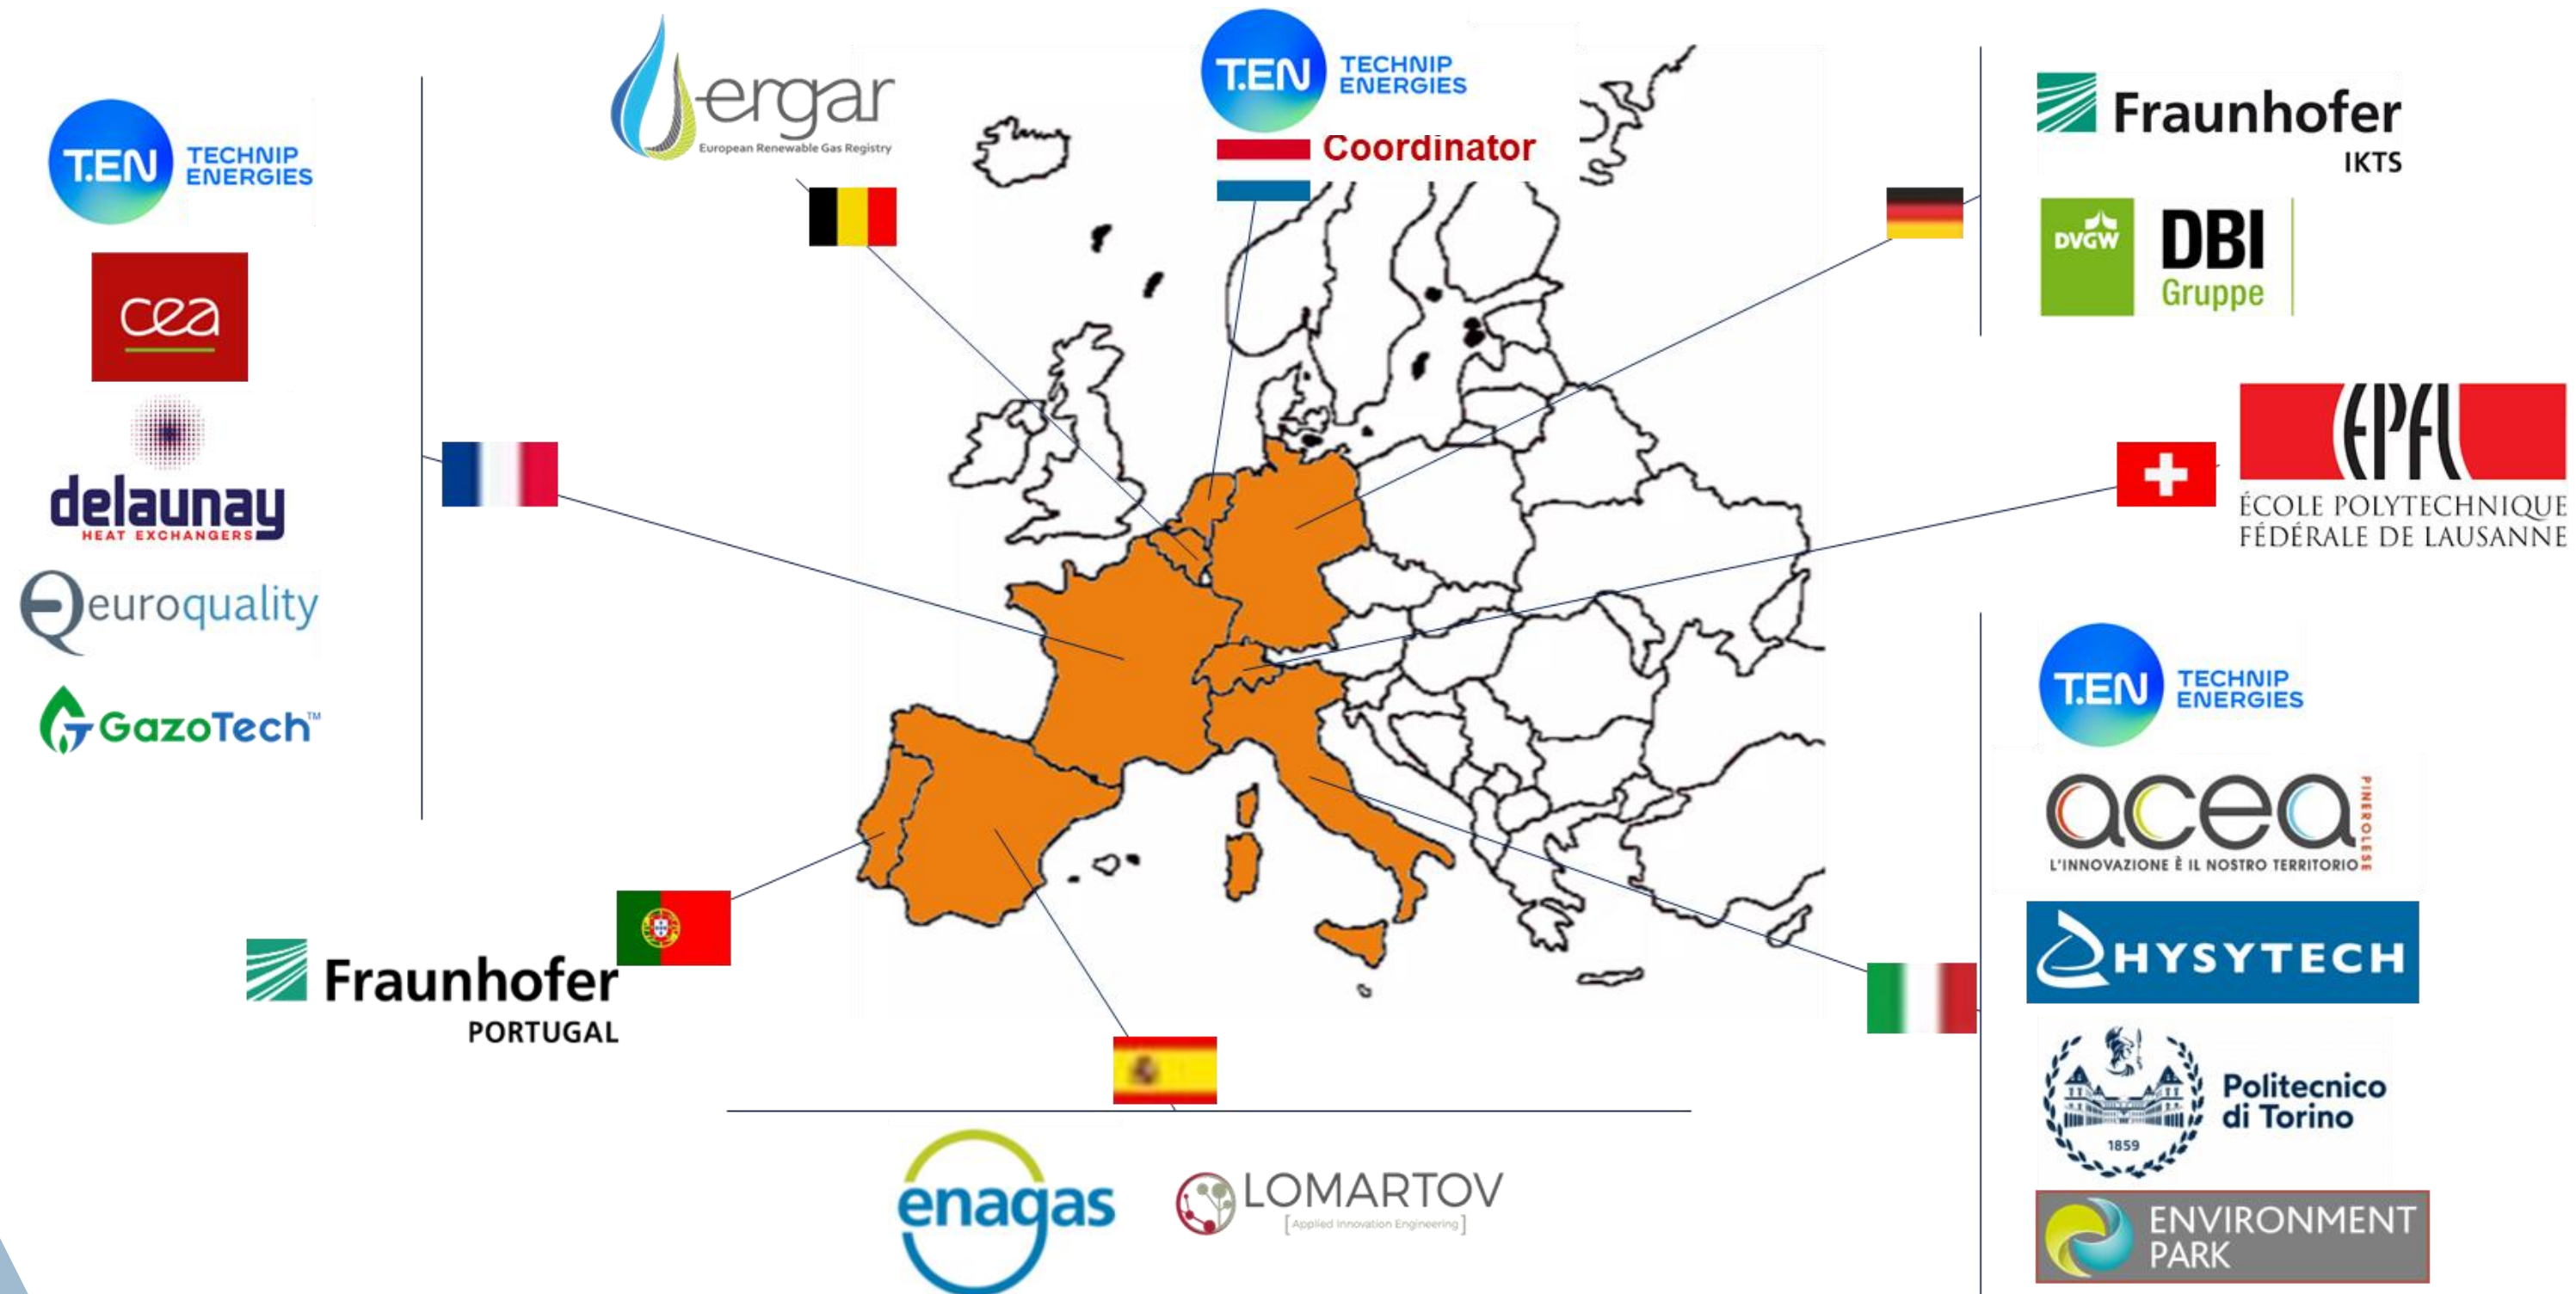 T.EN TECHNIP
ENERGIES
cea
delaunay
HEAT EXCHANGERS
euroquality
GazoTech™
ergar
European Renewable Gas Registry
T.EN TECHNIP
ENERGIES
Coordinator
Fraunhofer
IKTS
DVGW DBI
Gruppe
EPFL
ÉCOLE POLYTECHNIQUE
FÉDÉRALE DE LAUSANNE
T.EN TECHNIP
ENERGIES
acea PINEROLESE
L'INNOVAZIONE È IL NOSTRO TERRITORIO
HYSYTECH
Politecnico
di Torino
1859
ENVIRONMENT
PARK
Fraunhofer
PORTUGAL
enagas
LOMARTOV
[Applied Innovation Engineering]